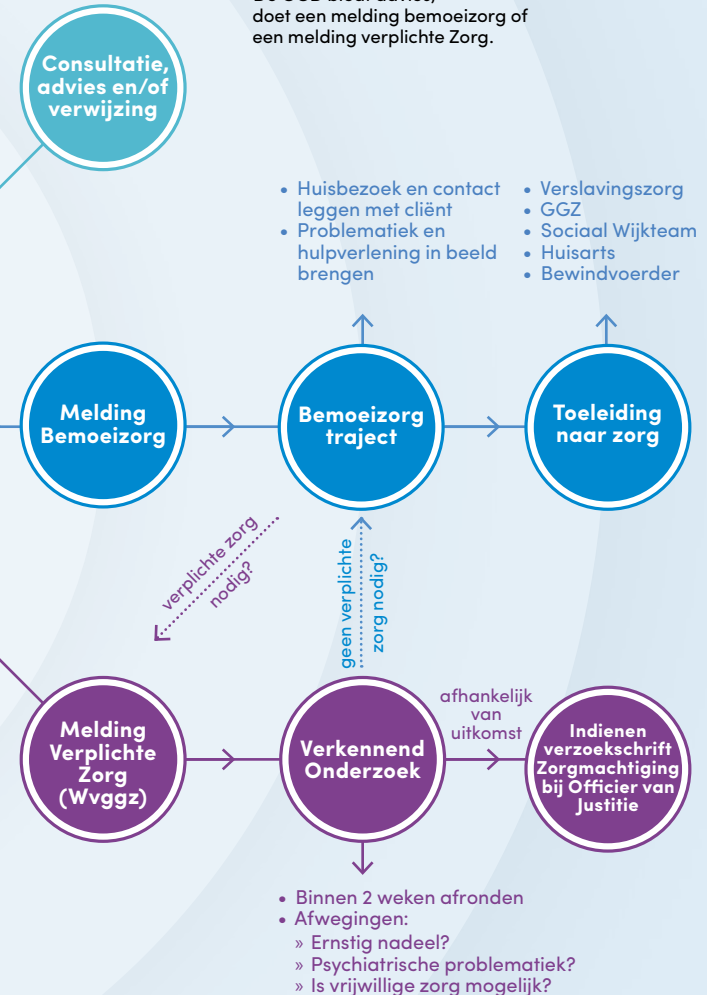 doet een melding bemoeizorg of
een melding verplichte Zorg.
Consultatie,
advies en/of
verwijzing
• Huisbezoek en contact
leggen met cliënt
• Problematiek en
hulpverlening in beeld
brengen
• Verslavingszorg
• GGZ
• Sociaal Wijkteam
• Huisarts
• Bewindvoerder
Melding
Bemoeizorg
Bemoeizorg
traject
Toeleiding
naar zorg
verplichte zorg
nodig?
geen verplichte
zorg nodig?
Melding
Verplichte
Zorg
(Wvggz)
Verkennend
Onderzoek
afhankelijk
van
uitkomst
Indienen
verzoekschrift
Zorgmachtiging
bij Officier van
Justitie
• Binnen 2 weken afronden
• Afwegingen:
» Ernstig nadeel?
» Psychiatrische problematiek?
» Is vrijwillige zorg mogelijk?